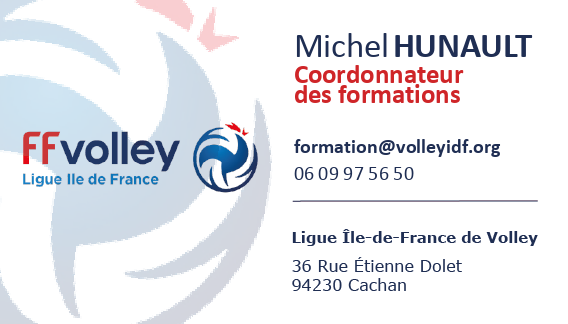 FFvolley
Ligue Ile de France
Michel HUNAULT
Coordonnateur
des formations
formation@volleyidf.org
06 09 97 56 50
Ligue Île-de-France de Volley
36 Rue Étienne Dolet
94230 Cachan